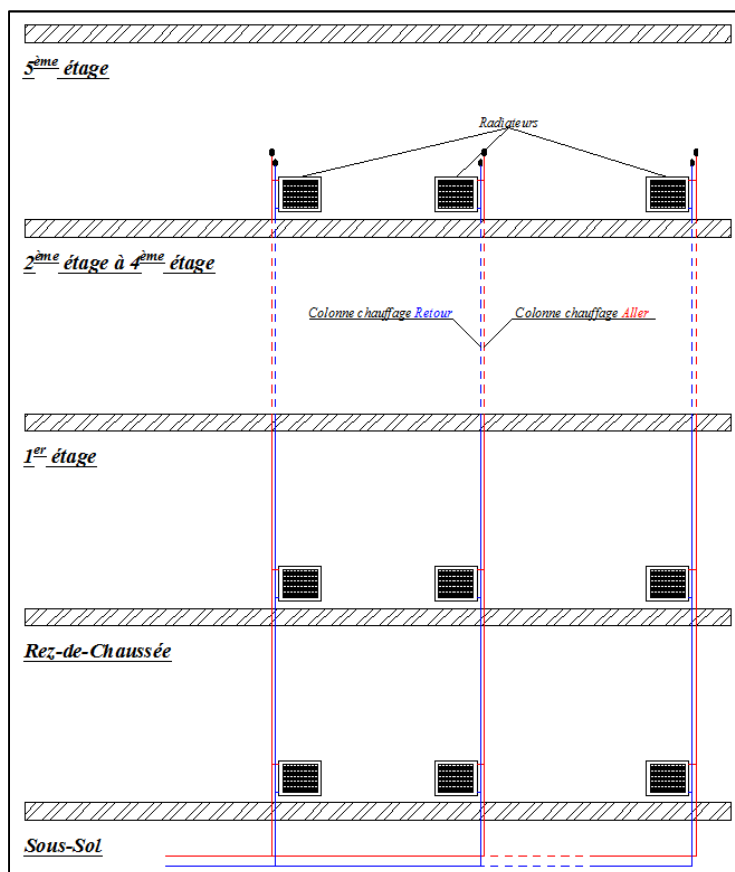 5ème étage
Radiateurs
2ème étage à 4ème étage
Colonne chauffage Retour
Colonne chauffage Aller
1er étage
Rez-de-Chaussée
Sous-Sol